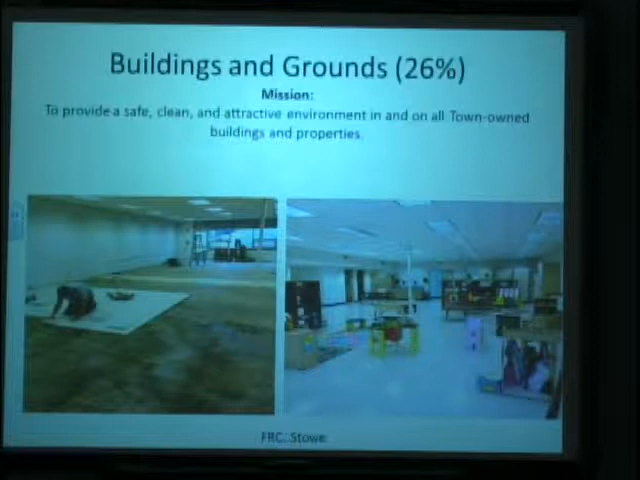 Buildings and Grounds (26%)
Mission:
To provide a safe, clean, and attractive environment in and on all Town-owned
buildings and properties.
FRC, Stowe